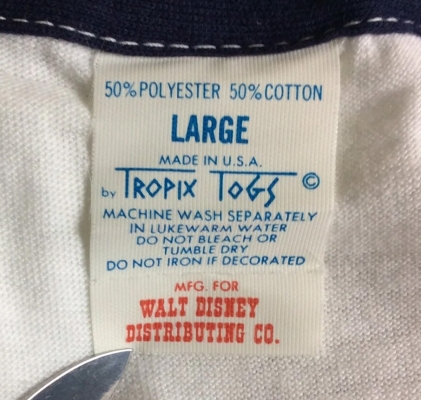 50% POLYESTER 50% COTTON
LARGE
MADE IN U.S.A.
by TROPIX TOGS ©
MACHINE WASH SEPARATELY
IN LUKEWARM WATER
DO NOT BLEACH OR
TUMBLE DRY
DO NOT IRON IF DECORATED
MFG. FOR
WALT DISNEY
DISTRIBUTING CO.